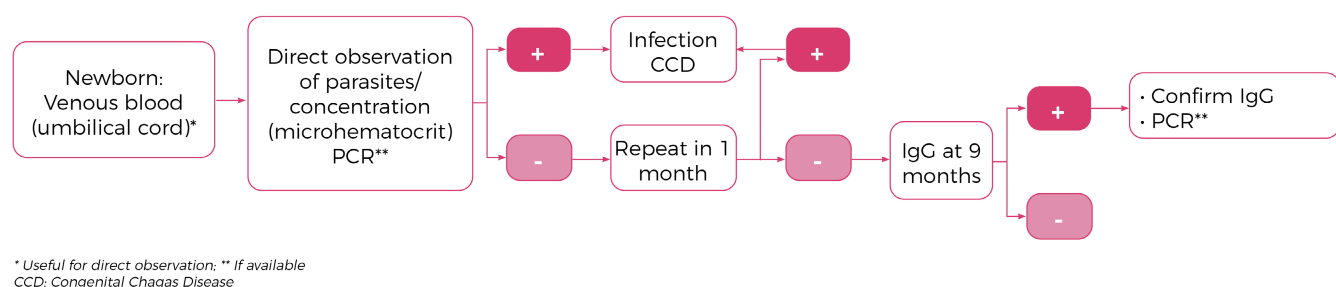 Newborn:
Venous blood
(umbilical cord)*
Direct observation
of parasites/
concentration
(microhematocrit)
PCR**
+
-
Infection
CCD
Repeat in 1
month
+
-
IgG at 9
months
+
-
· Confirm IgG
· PCR**
* Useful for direct observation; ** If available
CCD: Congenital Chagas Disease